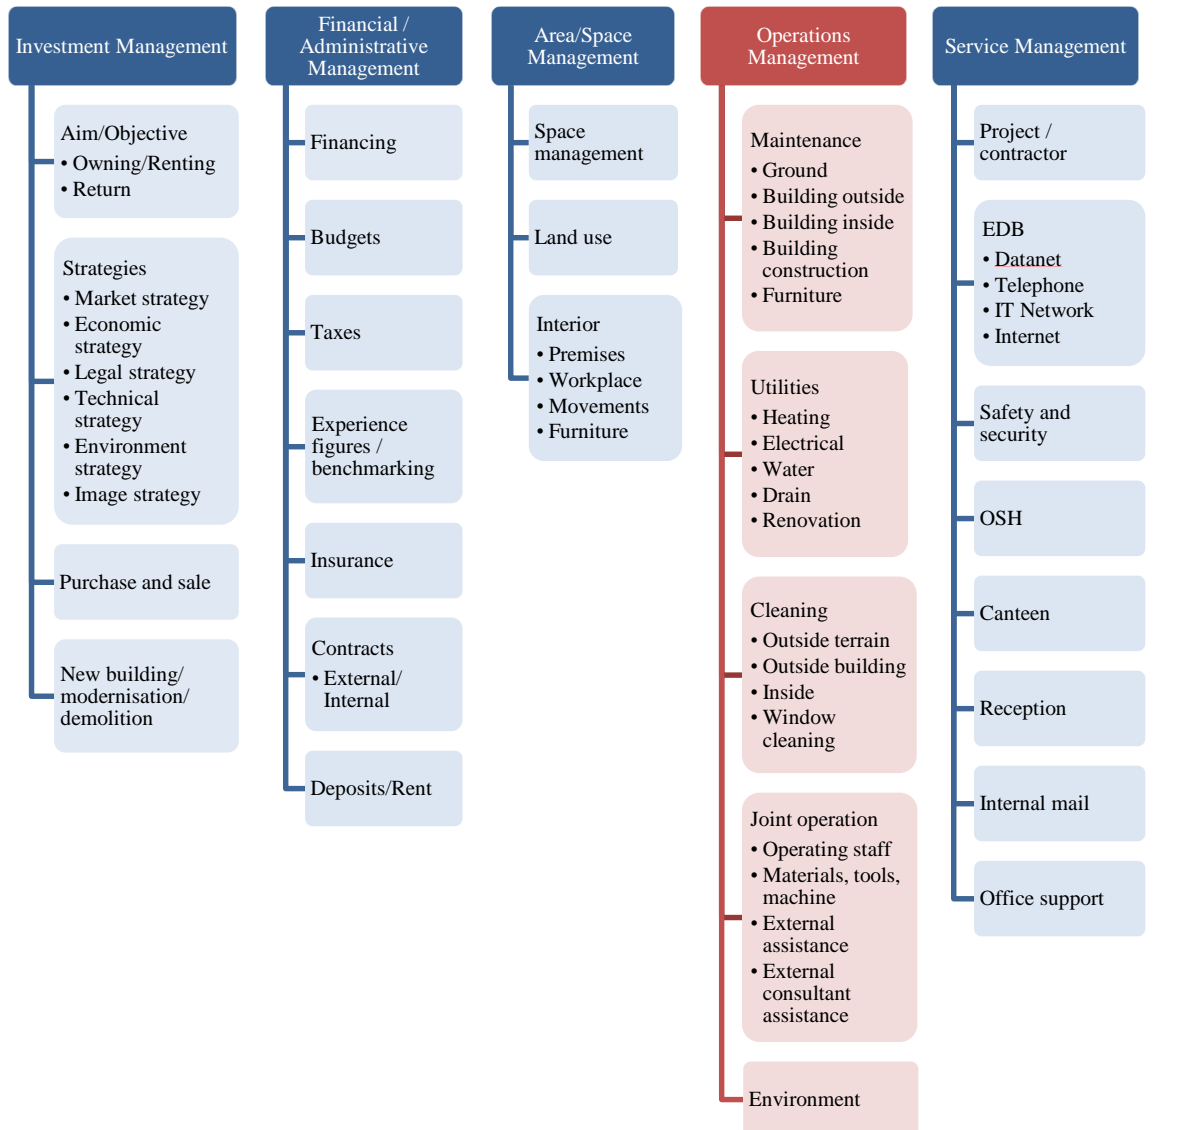 Investment Management
Aim/Objective
• Owning/Renting
• Return
Strategies
• Market strategy
• Economic
strategy
• Legal strategy
• Technical
strategy
• Environment
strategy
• Image strategy
Purchase and sale
New building/
modernisation/
demolition
Financial /
Administrative
Management
Financing
Budgets
Taxes
Experience
figures /
benchmarking
Insurance
Contracts
• External/
Internal
Deposits/Rent
Area/Space
Management
Space
management
Land use
Interior
• Premises
• Workplace
• Movements
• Furniture
Operations
Management
Maintenance
• Ground
• Building outside
• Building inside
• Building
construction
• Furniture
Utilities
• Heating
• Electrical
• Water
• Drain
• Renovation
Cleaning
• Outside terrain
• Outside building
• Inside
• Window
cleaning
Joint operation
• Operating staff
• Materials, tools,
machine
• External
assistance
• External
consultant
assistance
Environment
Service Management
Project /
contractor
EDB
• Datanet
• Telephone
• IT Network
• Internet
Safety and
security
OSH
Canteen
Reception
Internal mail
Office support